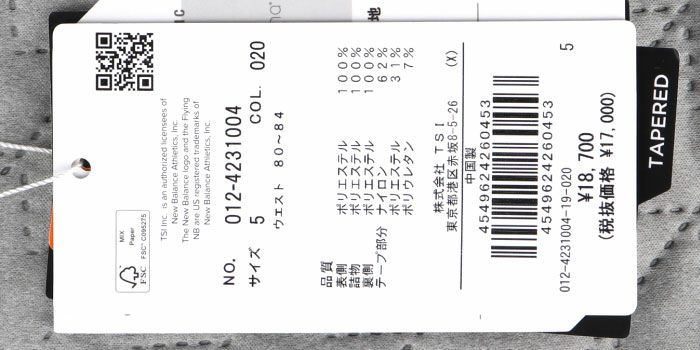 TSI Inc. is an authorized licensees of
New Balance Athletics, Inc.
The New Balance logo and the Flying
NB are US registered trademarks of
New Balance Athletics, Inc.
MIX
Paper
FSC® C095275
FSC
NO. 012-4231004
サイズ 5 COL. 020
ウエスト 80~84
品質
表側 ポリエステル 100%
詰物 ポリエステル 100%
裏側 ポリエステル 100%
テープ部分 ナイロン 62%
ポリエステル 31%
ポリウレタン 7%
株式会社 TSI (X)
東京都港区赤坂8-5-26
中国製
4549624260453
4549624260453
012-4231004-19-020 5
¥18,700
(税抜価格 ¥17,000)
TAPERED
地